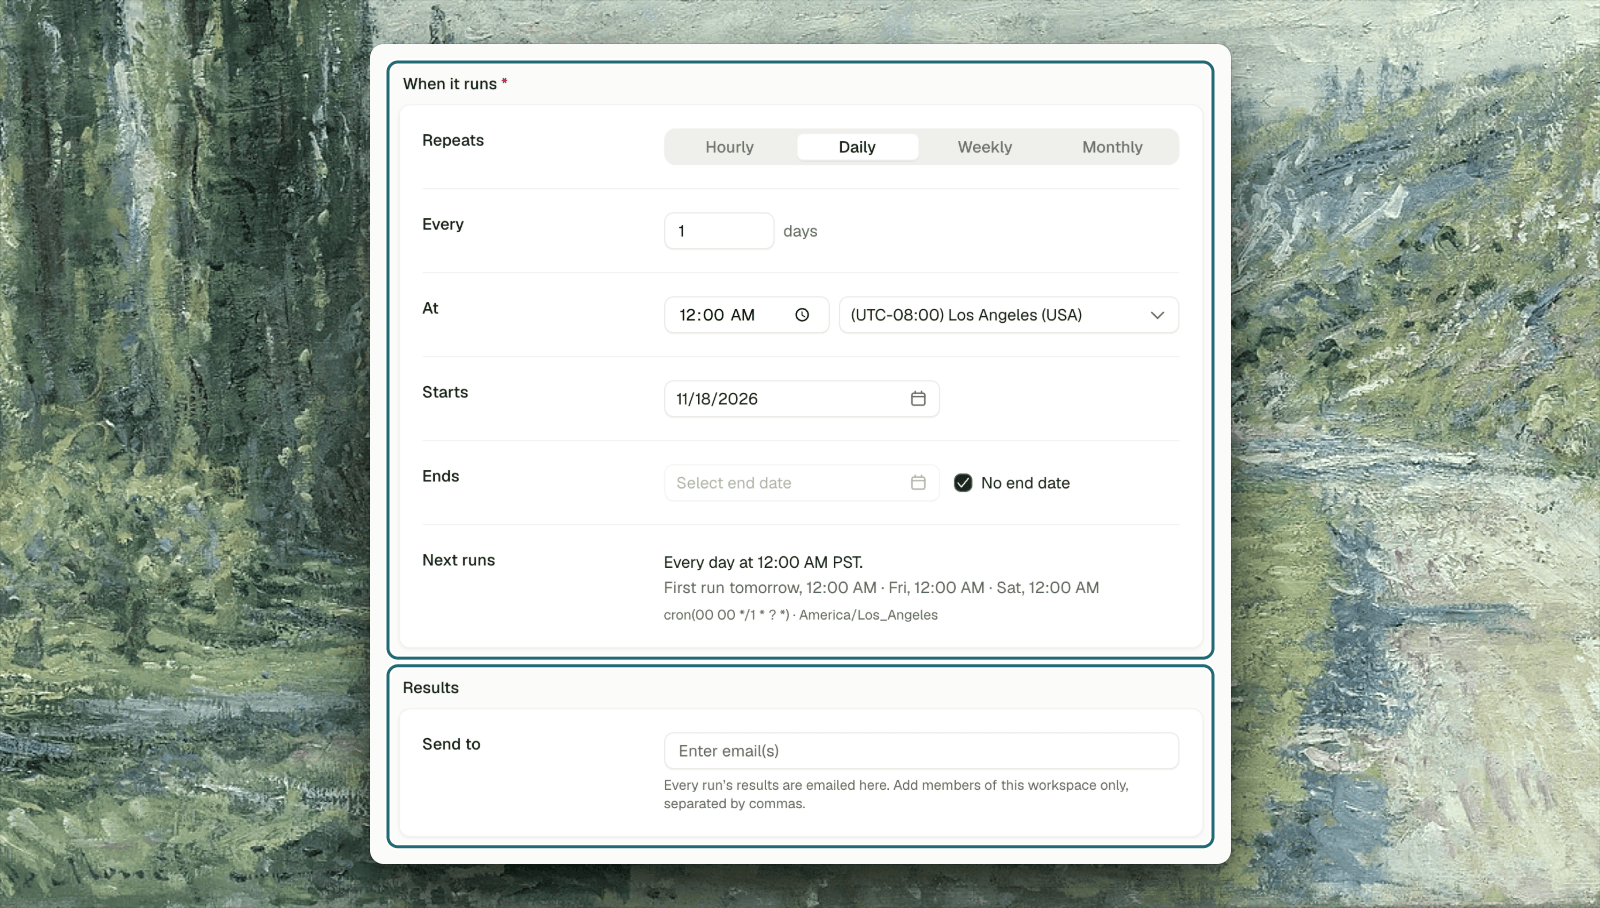 When it runs *
Repeats
Hourly
Daily
Weekly
Monthly
Every
1
days
At
12:00 AM
(UTC-08:00) Los Angeles (USA)
Starts
11/18/2026
Ends
Select end date
No end date
Next runs
Every day at 12:00 AM PST.
First run tomorrow, 12:00 AM · Fri, 12:00 AM · Sat, 12:00 AM
cron(00 00 */1 * ? *) · America/Los_Angeles
Results
Send to
Enter email(s)
Every run's results are emailed here. Add members of this workspace only,
separated by commas.